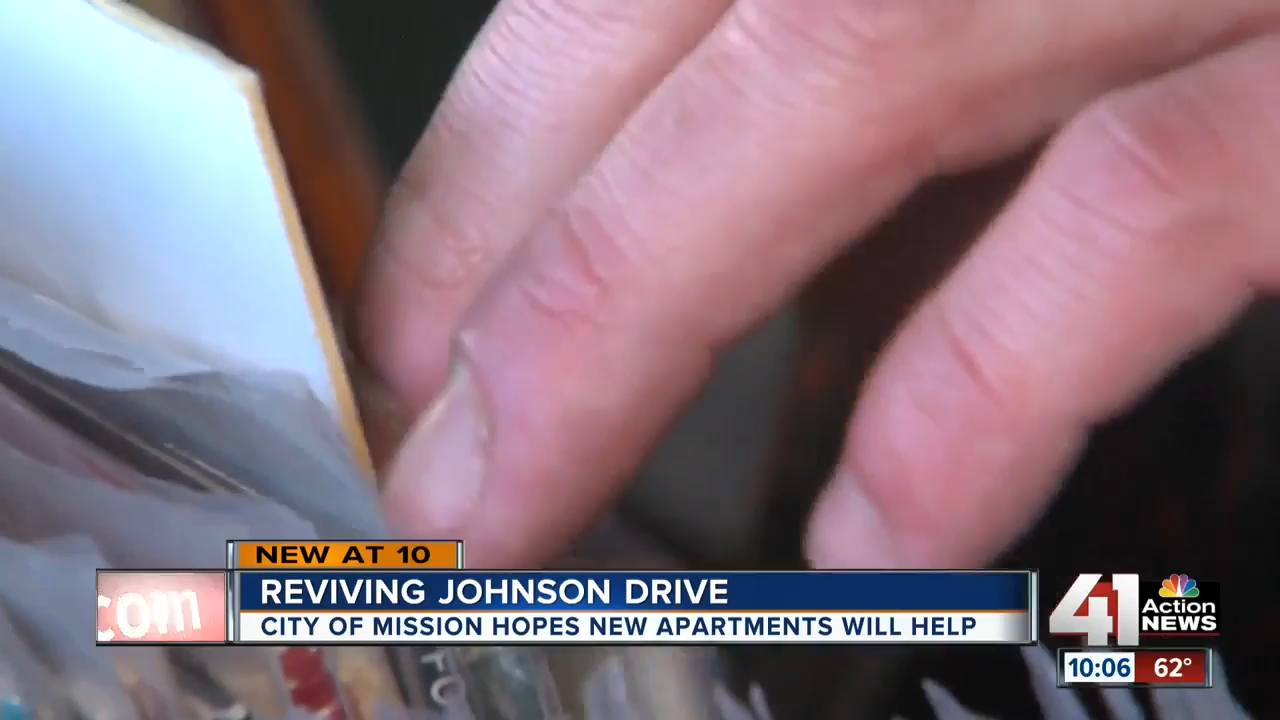 NEW AT 10
com
REVIVING JOHNSON DRIVE
CITY OF MISSION HOPES NEW APARTMENTS WILL HELP
41 Action
NEWS
10:06 62°